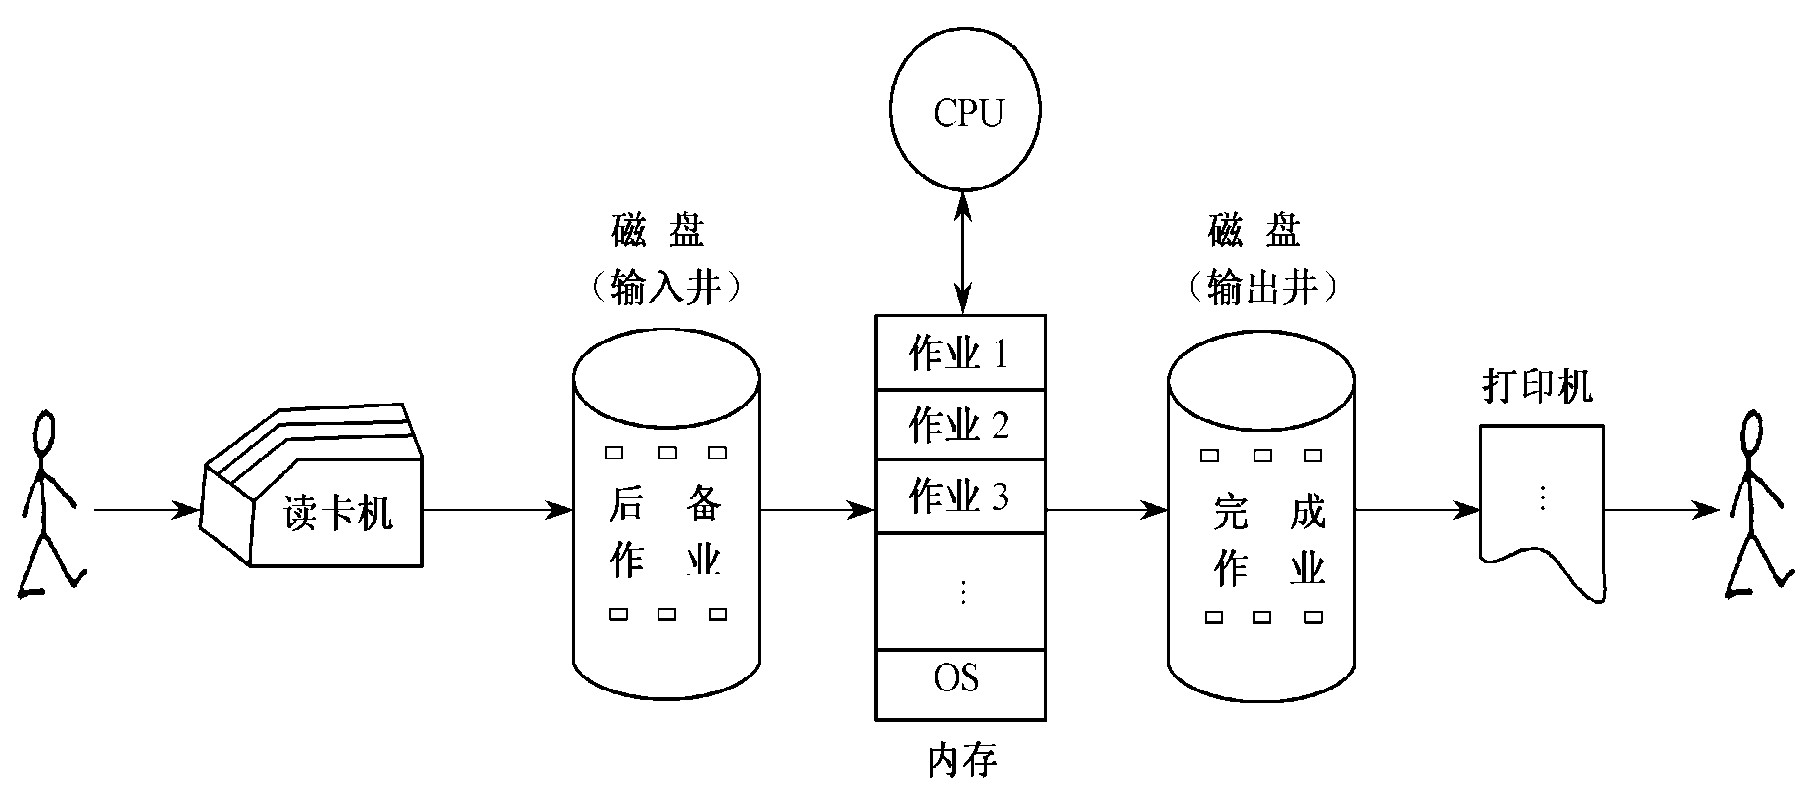 CPU
磁 盘
（输入井）
磁 盘
（输出井）
读卡机
后 备
作 业
作业 1
作业 2
作业 3
⋮
OS
内存
完 成
作 业
打印机
⋮